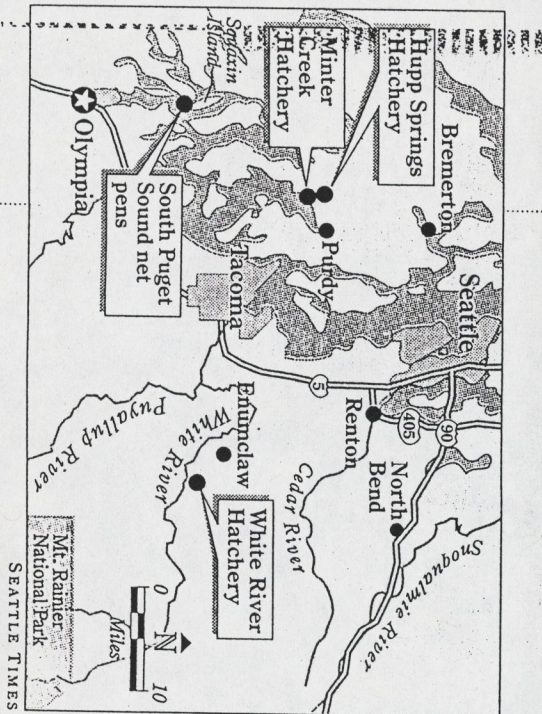 Seattle
Bremerton
90
405
North
Bend
Snoqualmie River
Hupp Springs
Hatchery
Minter
Creek
Hatchery
Purdy
Renton
5
Cedar River
Squaxin
Island
Tacoma
Enumclaw
White River
White River
Hatchery
South Puget
Sound net
pens
Puyallup River
Olympia
0
10
Miles
N
Mt. Rainier
National Park
SEATTLE TIMES